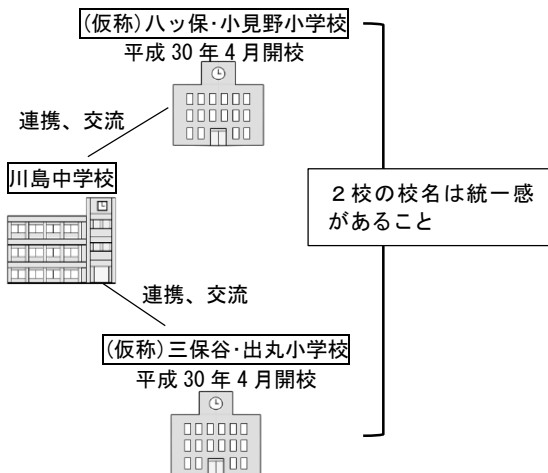 (仮称)八ッ保・小見野小学校
平成30年4月開校
連携、交流
川島中学校
2校の校名は統一感
があること
連携、交流
(仮称)三保谷・出丸小学校
平成30年4月開校